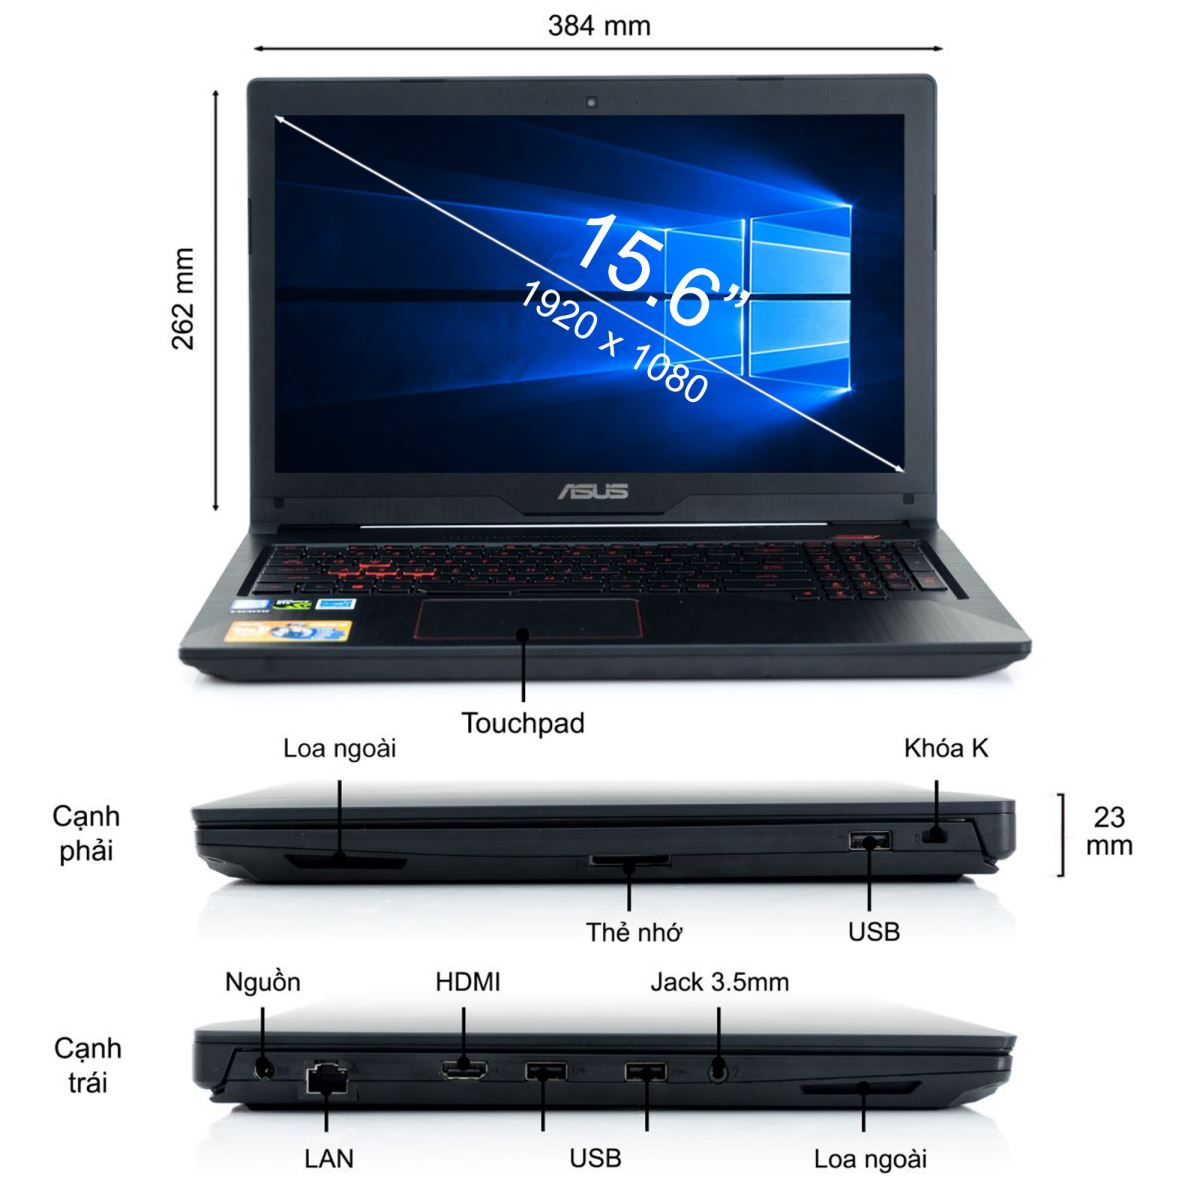 384 mm
262 mm
15.6”
1920 x 1080
ASUS
Touchpad
Loa ngoài
Khóa K
Cạnh
phải
23
mm
Thẻ nhớ
USB
Nguồn
HDMI
Jack 3.5mm
Cạnh
trái
LAN
USB
Loa ngoài